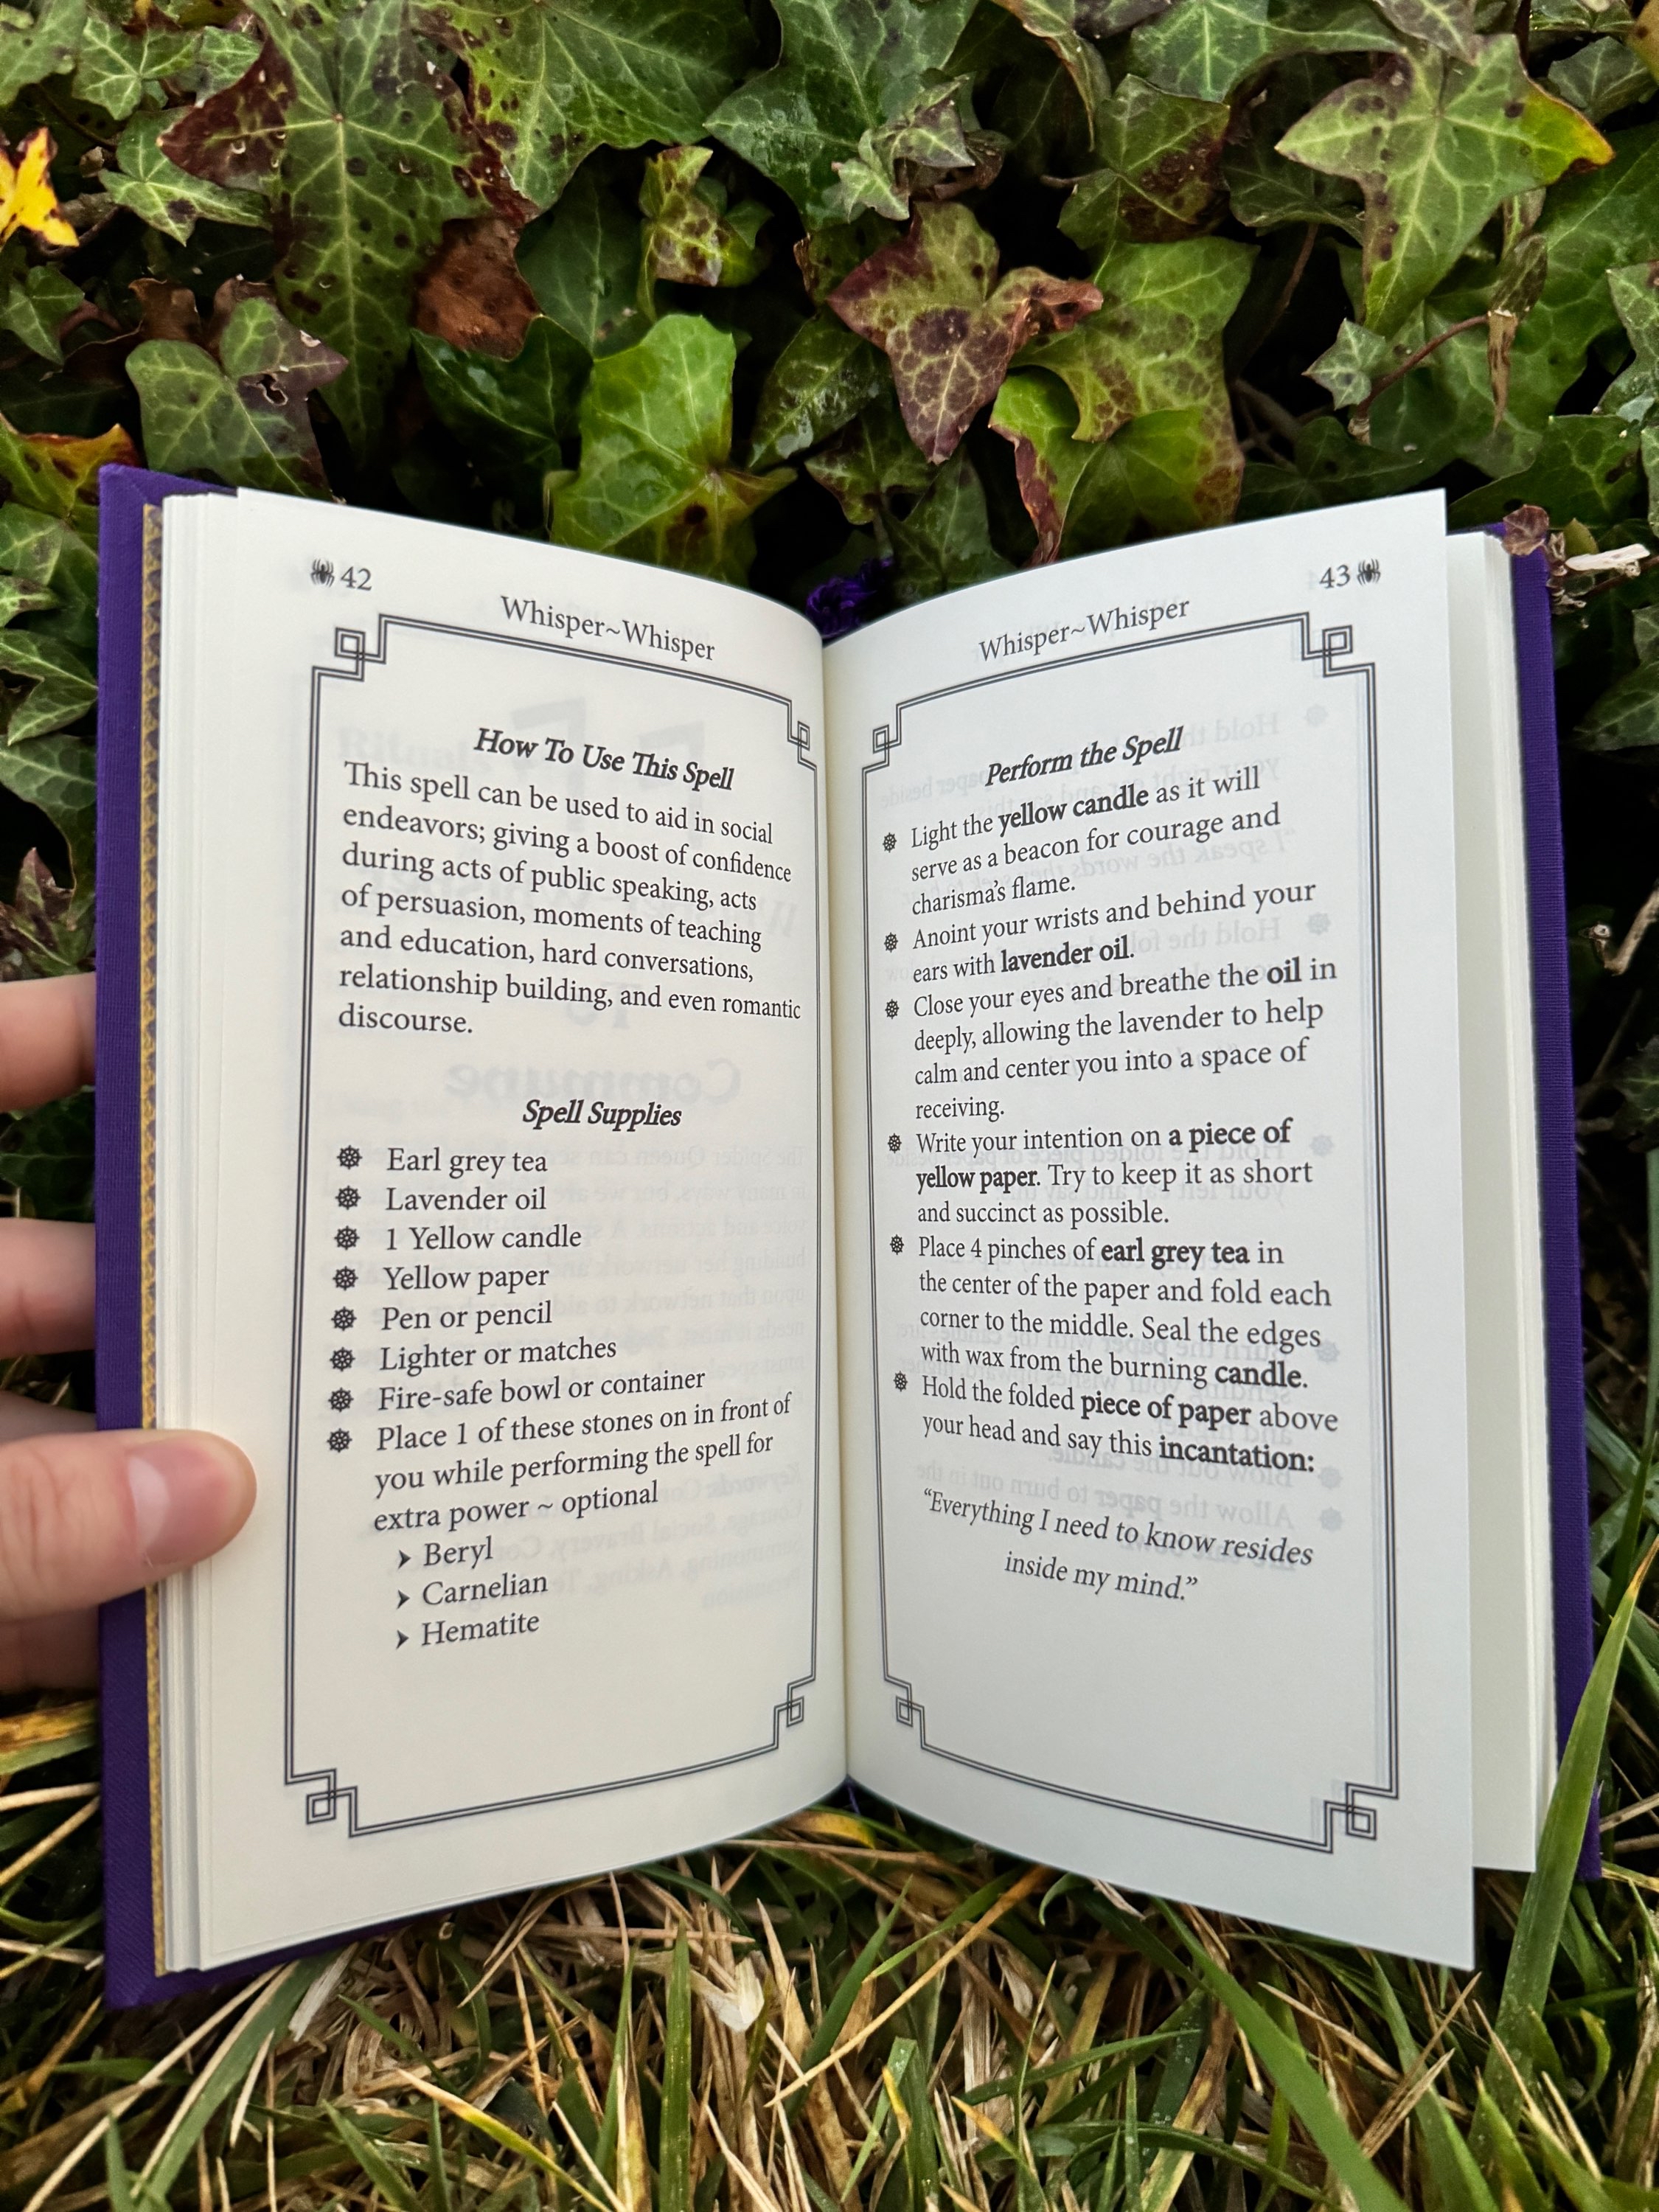 42
Whisper~Whisper
How To Use This Spell
This spell can be used to aid in social
endeavors; giving a boost of confidence
during acts of public speaking, acts
of persuasion, moments of teaching
and education, hard conversations,
relationship building, and even romantic
discourse.
Spell Supplies
Earl grey tea
Lavender oil
1 Yellow candle
Yellow paper
Pen or pencil
Lighter or matches
Fire-safe bowl or container
Place 1 of these stones on in front of
you while performing the spell for
extra power ~ optional
Beryl
Carnelian
Hematite
43
Whisper~Whisper
Perform the Spell
Light the yellow candle as it will
serve as a beacon for courage and
charisma's flame.
Anoint your wrists and behind your
ears with lavender oil.
Close your eyes and breathe the oil in
deeply, allowing the lavender to help
calm and center you into a space of
receiving.
Write your intention on a piece of
yellow paper. Try to keep it as short
and succinct as possible.
Place 4 pinches of earl grey tea in
the center of the paper and fold each
corner to the middle. Seal the edges
with wax from the burning candle.
Hold the folded piece of paper above
your head and say this incantation:
“Everything I need to know resides
inside my mind.”